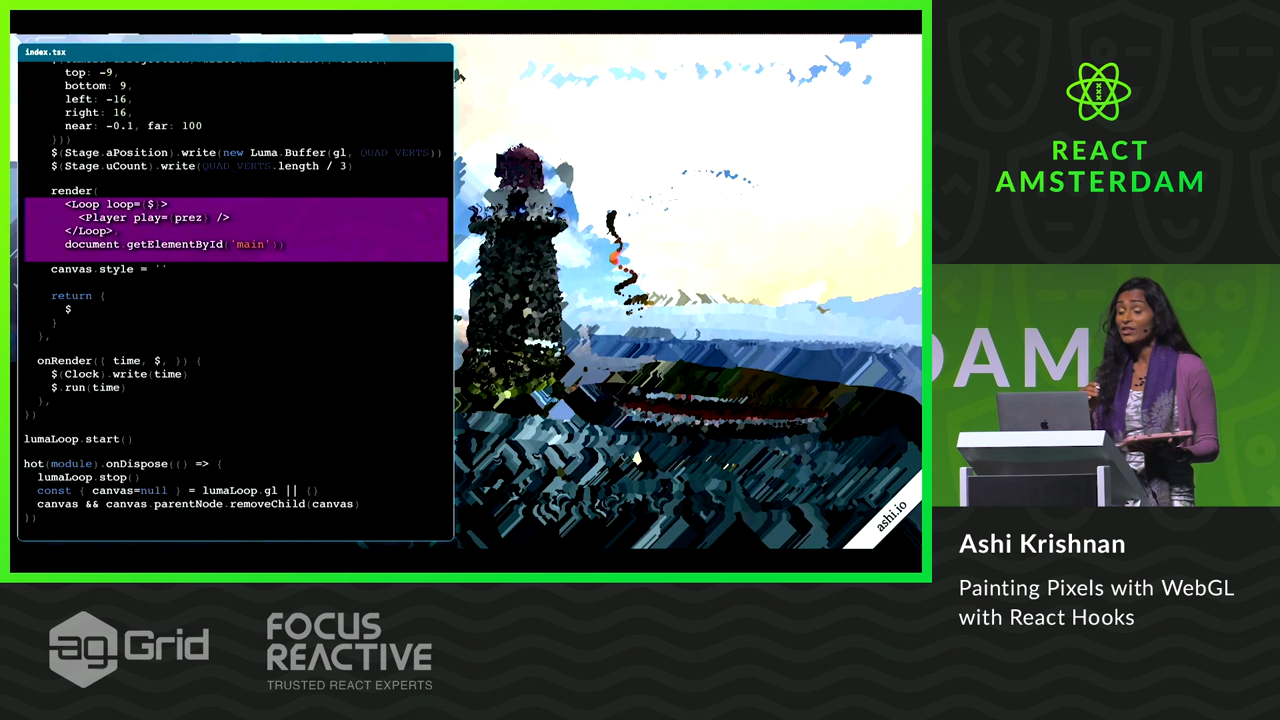 index.tsx
top: -9,
bottom: 9,
left: -16,
right: 16,
near: -0.1, far: 100
}))
$(Stage.aPosition).write(new Luma.Buffer(gl, QUAD_VERTS))
$(Stage.uCount).write(QUAD_VERTS.length / 3)
render(
<Loop loop={$}>
<Player play={prez} />
</Loop>,
document.getElementById('main'))
canvas.style = ''
return {
$
}
},
onRender({ time, $, }) {
$(Clock).write(time)
$.run(time)
},
})
lumaLoop.start()
hot(module).onDispose(() => {
lumaLoop.stop()
const { canvas=null } = lumaLoop.gl || {}
canvas && canvas.parentNode.removeChild(canvas)
})
ashi.io
REACT
AMSTERDAM
DAM
Ashi Krishnan
Painting Pixels with WebGL
with React Hooks
ag Grid
FOCUS
REACTIVE
TRUSTED REACT EXPERTS